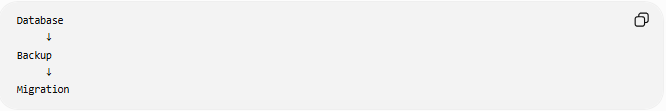 Database
↓
Backup
↓
Migration